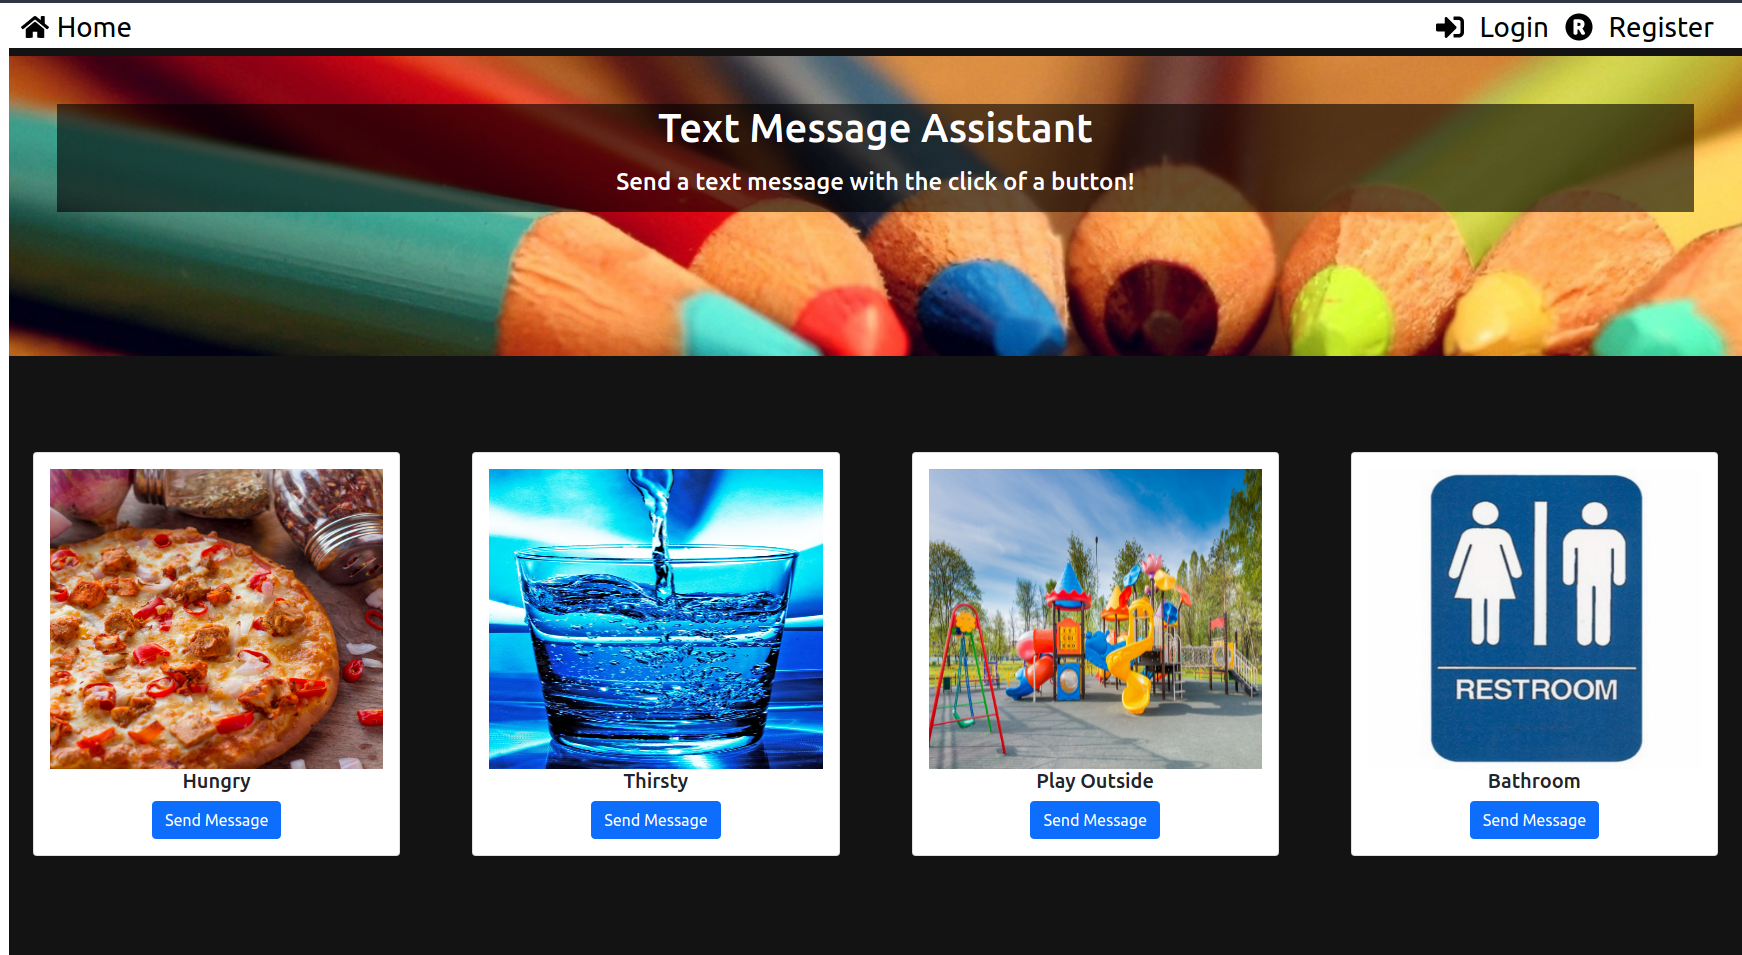 Home
Login
R
Register
Text Message Assistant
Send a text message with the click of a button!
Hungry
Send Message
Thirsty
Send Message
Play Outside
Send Message
RESTROOM
Bathroom
Send Message